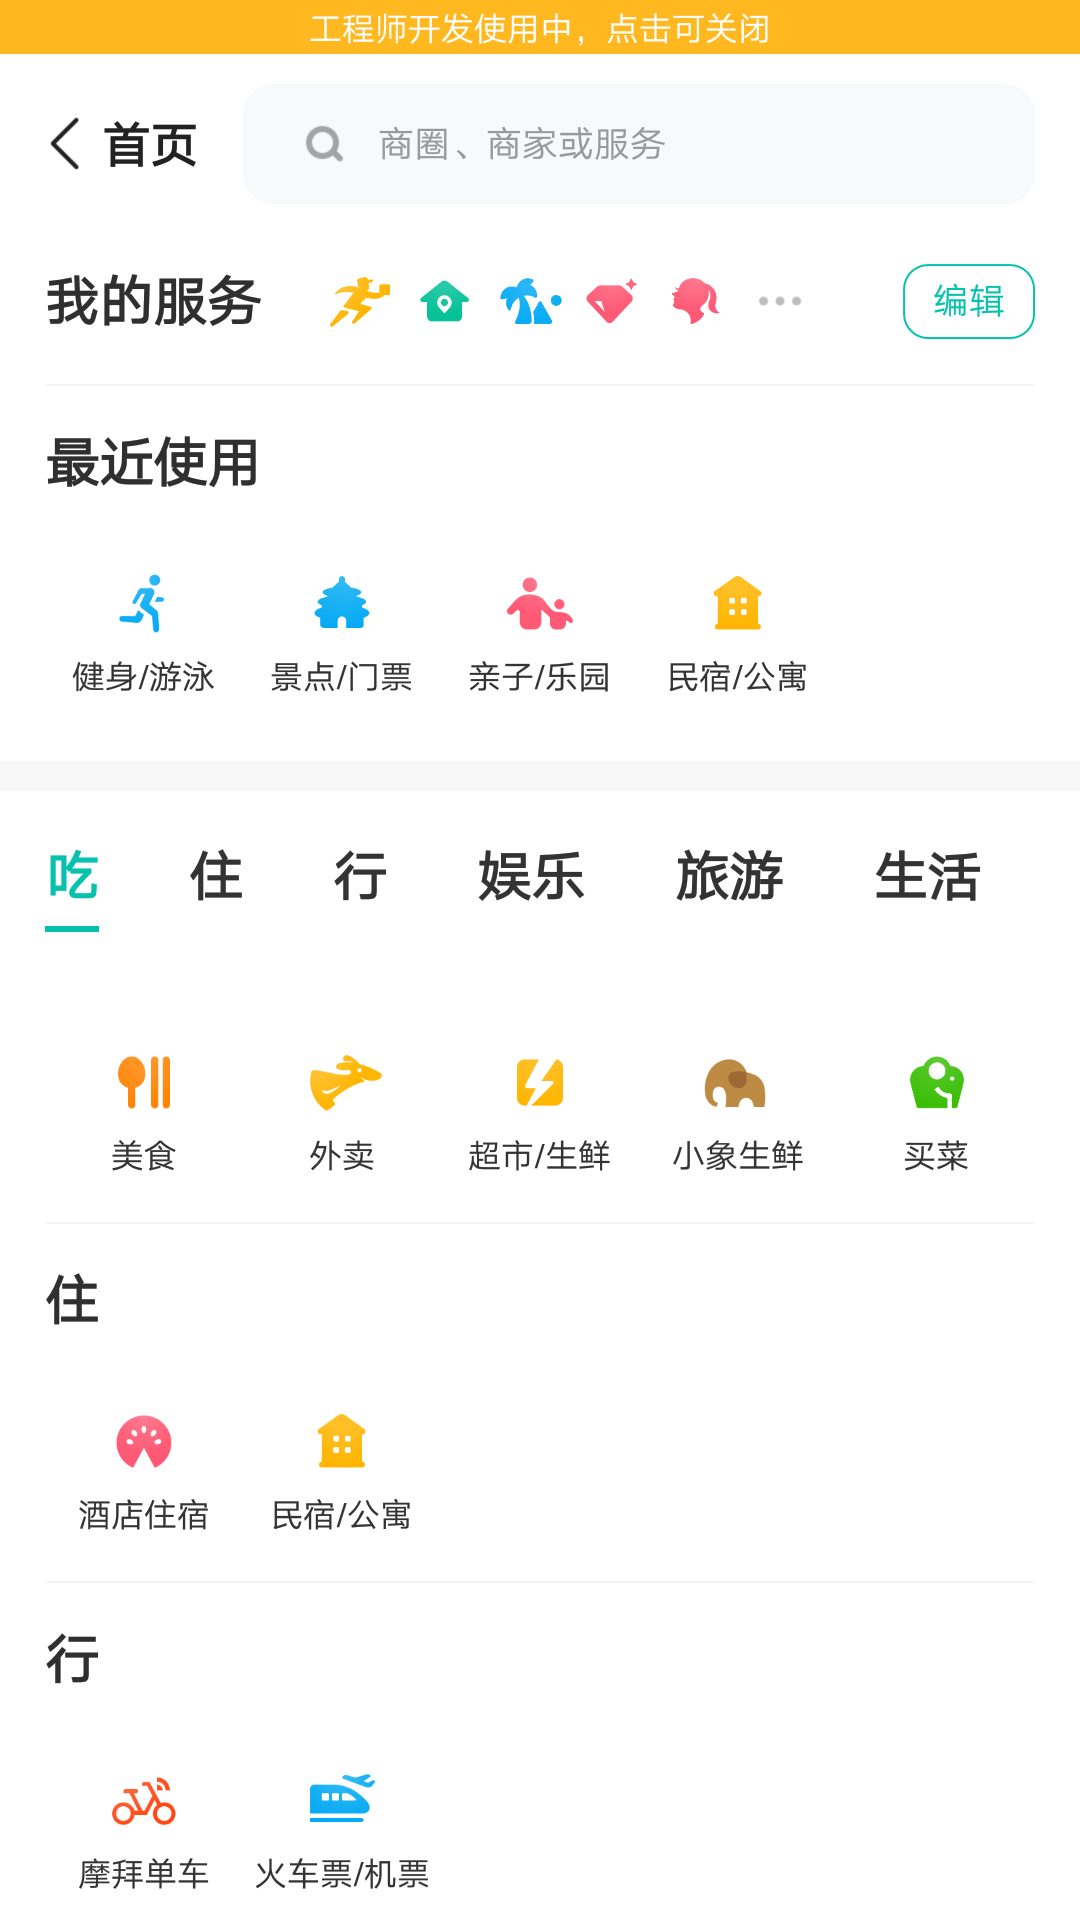 工程师开发使用中，点击可关闭
首页
商圈、商家或服务
我的服务
编辑
最近使用
健身/游泳 景点/门票 亲子/乐园 民宿/公寓
吃 住 行 娱乐 旅游 生活
美食 外卖 超市/生鲜 小象生鲜 买菜
住
酒店住宿 民宿/公寓
行
摩拜单车 火车票/机票